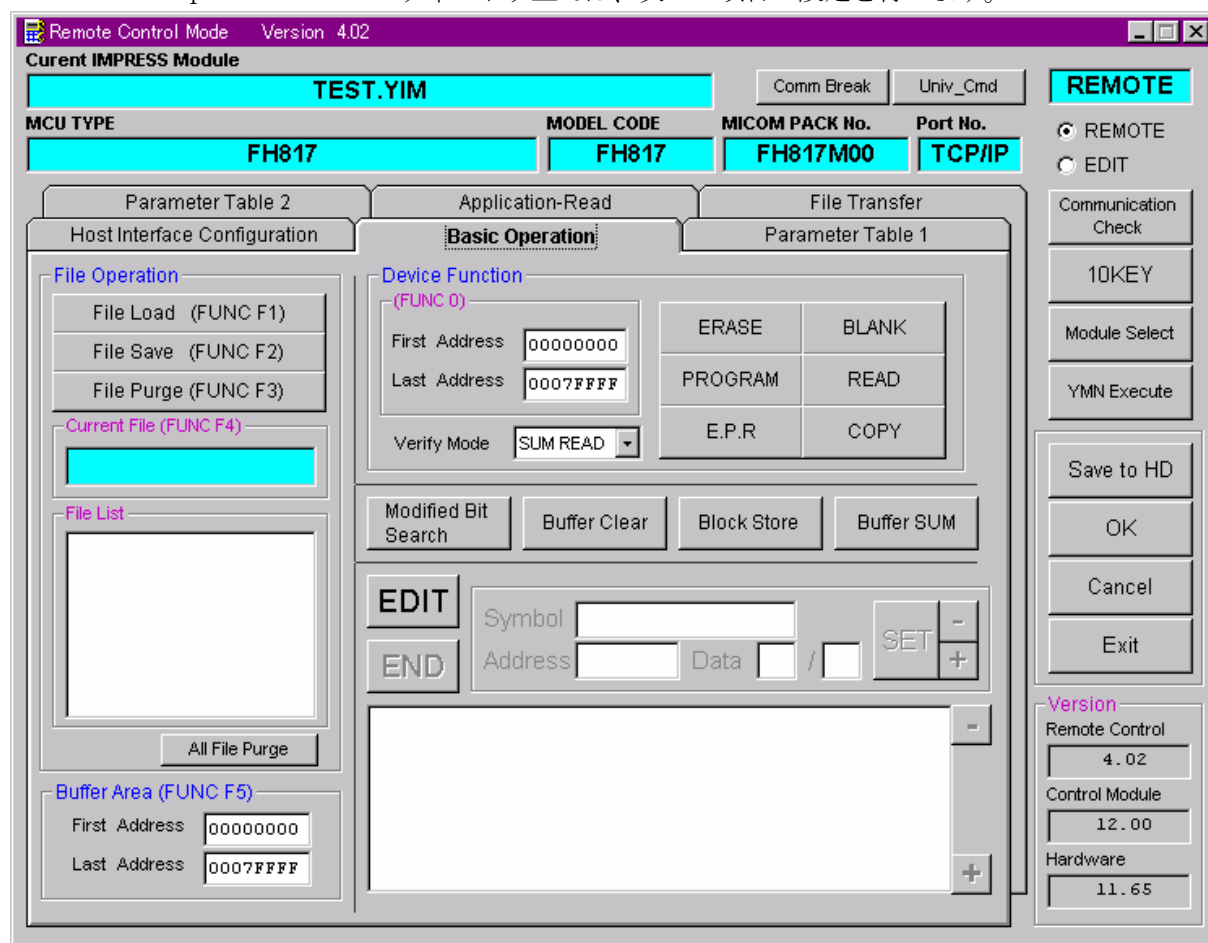 Remote Control Mode Version 4.02
Curent IMPRESS Module
TEST.YIM
Comm Break
Univ_Cmd
REMOTE
MCU TYPE
MODEL CODE
MICOM PACK No.
Port No.
FH817
FH817
FH817M00
TCP/IP
REMOTE
EDIT
Parameter Table 2
Application-Read
File Transfer
Host Interface Configuration
Basic Operation
Parameter Table 1
File Operation
File Load (FUNC F1)
File Save (FUNC F2)
File Purge (FUNC F3)
Current File (FUNC F4)
File List
All File Purge
Buffer Area (FUNC F5)
First Address 00000000
Last Address 0007FFFF
Device Function
(FUNC 0)
First Address 00000000
Last Address 0007FFFF
Verify Mode SUM READ
ERASE
BLANK
PROGRAM
READ
E.P.R
COPY
Modified Bit
Search
Buffer Clear
Block Store
Buffer SUM
EDIT
END
Symbol
Address
Data /
SET
-
+
-
+
Communication
Check
10KEY
Module Select
YMN Execute
Save to HD
OK
Cancel
Exit
Version
Remote Control
4.02
Control Module
12.00
Hardware
11.65